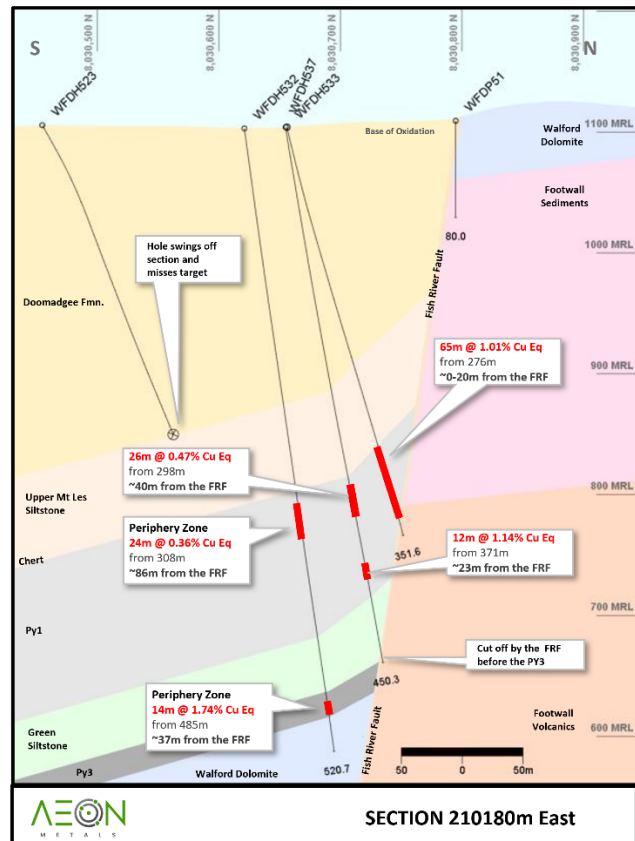 S
8,030,500 N
8,030,600 N
8,030,700 N
8,030,800 N
8,030,900 N
N
WFDH523
WFDH532
WFDH537
WFDH533
WFDP51
Base of Oxidation
1100 MRL
Walford
Dolomite
Footwall
Sediments
80.0
1000 MRL
Hole swings off
section and
misses target
Doomadgee Fmn.
Fish River Fault
65m @ 1.01% Cu Eq
from 276m
~0-20m from the FRF
900 MRL
26m @ 0.47% Cu Eq
from 298m
~40m from the FRF
Upper Mt Les
Siltstone
800 MRL
Periphery Zone
24m @ 0.36% Cu Eq
from 308m
~86m from the FRF
12m @ 1.14% Cu Eq
from 371m
~23m from the FRF
351.6
Chert
Py1
700 MRL
Cut off by the FRF
before the PY3
450.3
Periphery Zone
14m @ 1.74% Cu Eq
from 485m
~37m from the FRF
Footwall
Volcanics
Green
Siltstone
600 MRL
520.7
Fish River Fault
Py3
Walford Dolomite
50
0
50m
AEON
METALS
SECTION 210180m East